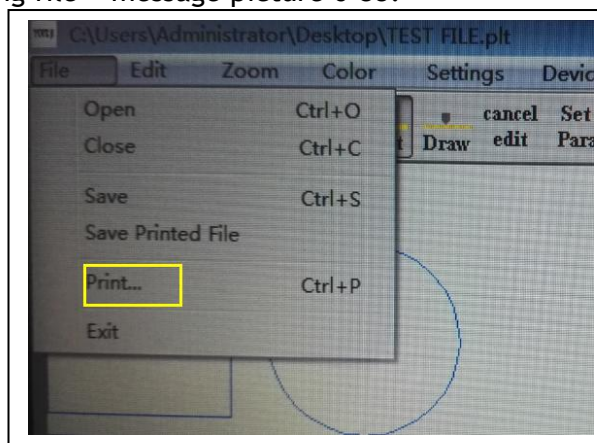 C:\Users\Administrator\Desktop\TEST FILE.plt
File Edit Zoom Color Settings Devic
Open Ctrl+O
Close Ctrl+C
Save Ctrl+S
Save Printed File
Print... Ctrl+P
Exit
t Draw cancel edit Set Para